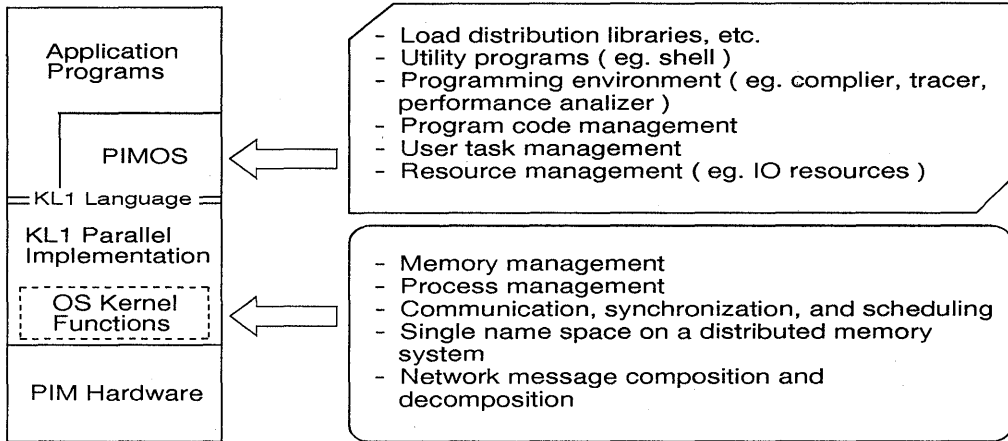 Application
Programs
PIMOS
KL1 Language
KL1 Parallel
Implementation
OS Kernel
Functions
PIM Hardware
- Load distribution libraries, etc.
- Utility programs ( eg. shell )
- Programming environment ( eg. complier, tracer,
performance analizer )
- Program code management
- User task management
- Resource management ( eg. IO resources )
- Memory management
- Process management
- Communication, synchronization, and scheduling
- Single name space on a distributed memory
system
- Network message composition and
decomposition